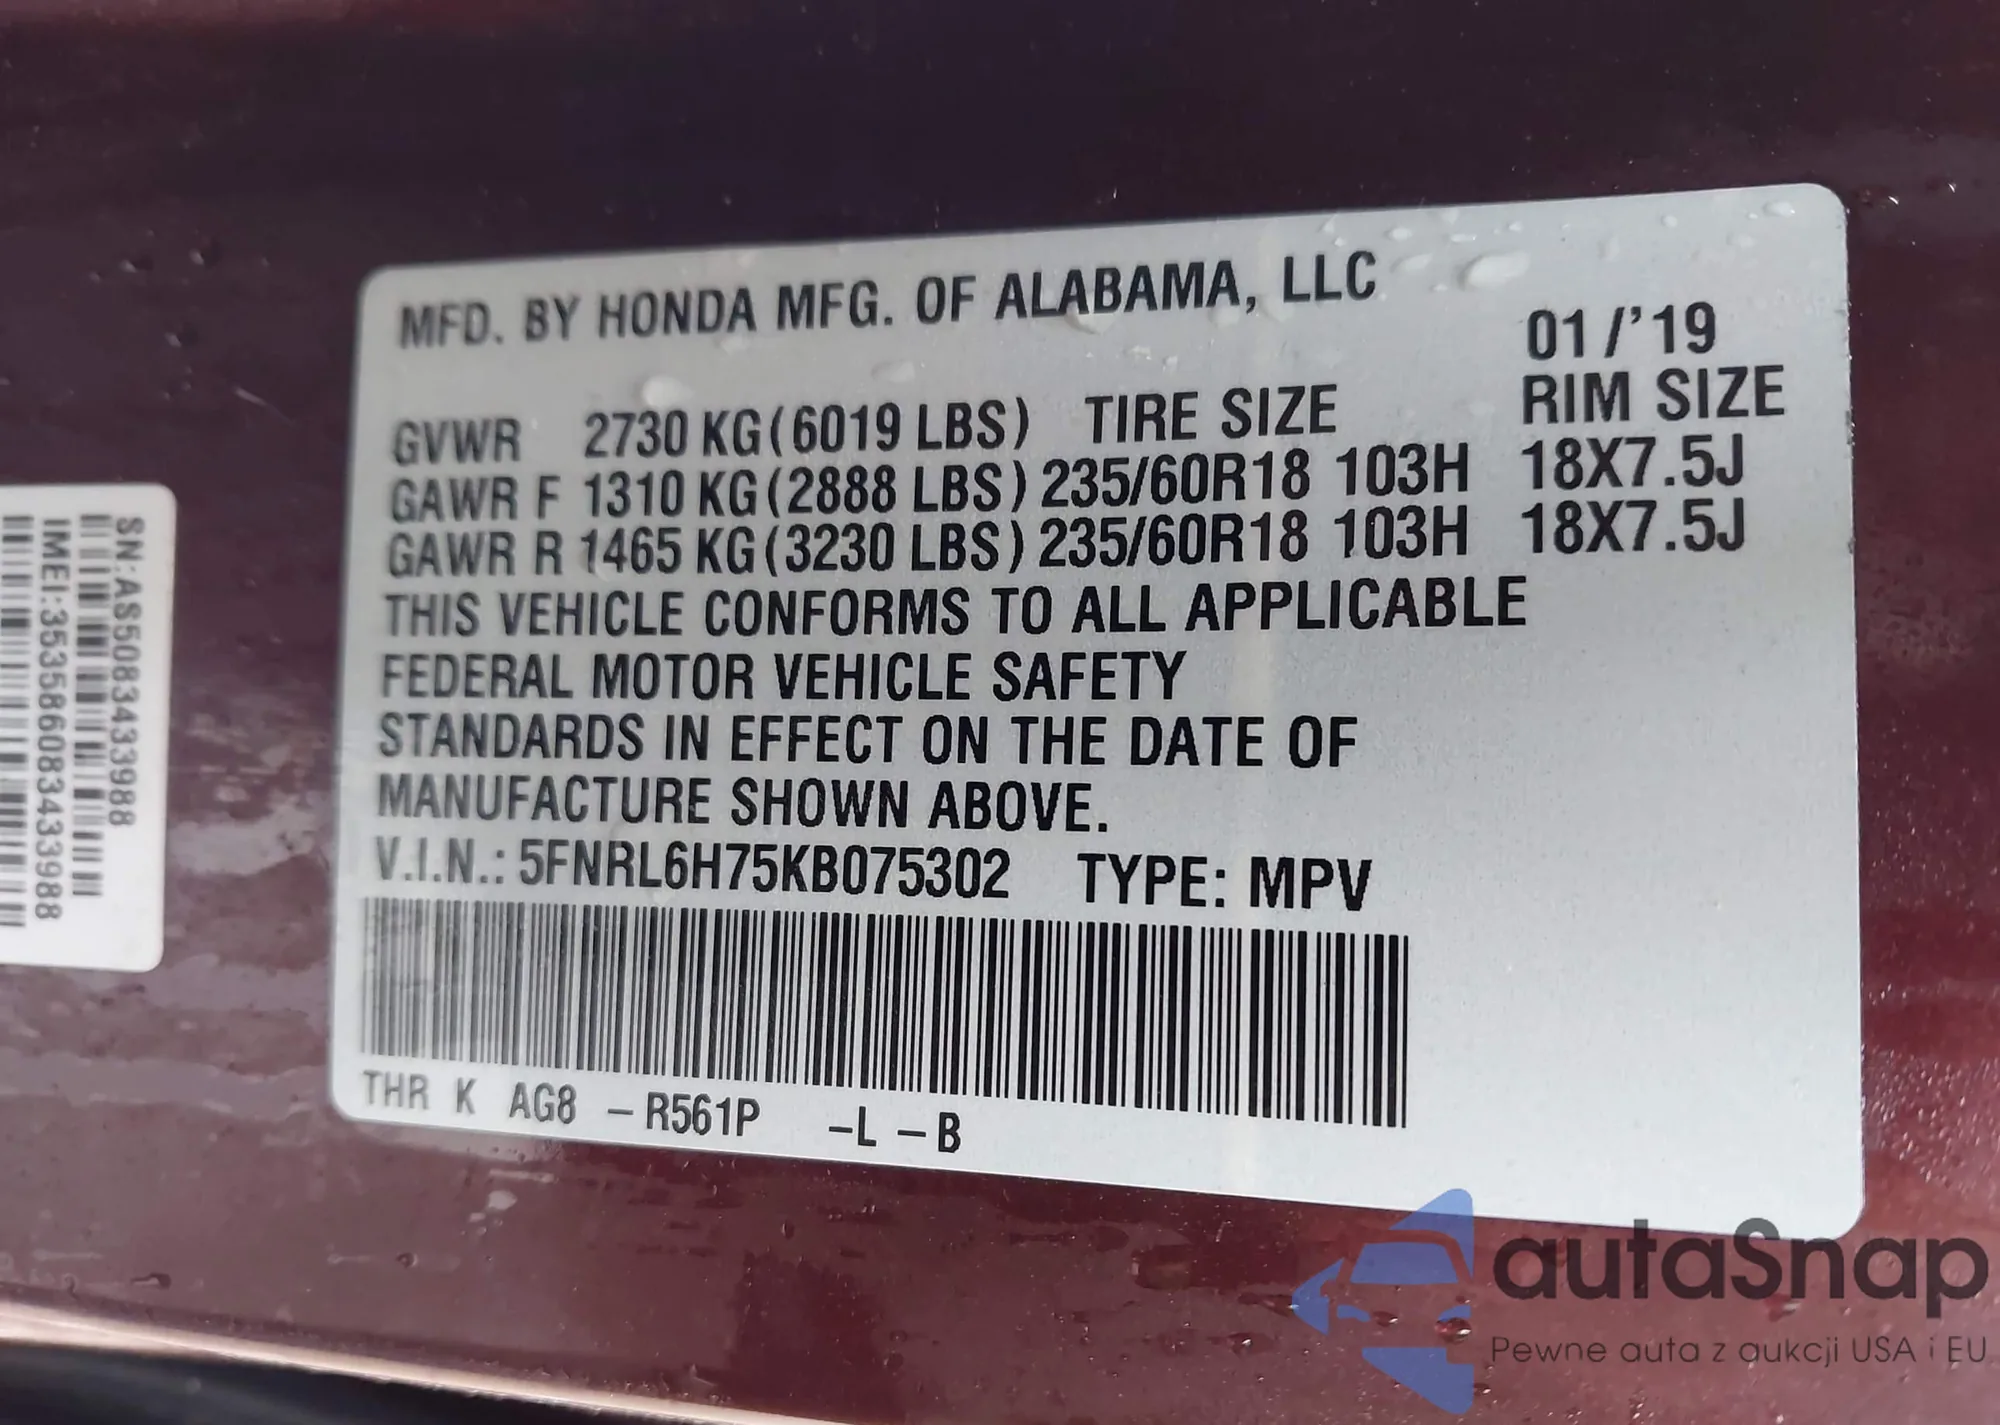 MFD. BY HONDA MFG. OF ALABAMA, LLC
01/'19
GVWR 2730 KG(6019 LBS) TIRE SIZE RIM SIZE
GAWR F 1310 KG(2888 LBS) 235/60R18 103H 18X7.5J
GAWR R 1465 KG(3230 LBS) 235/60R18 103H 18X7.5J
THIS VEHICLE CONFORMS TO ALL APPLICABLE
FEDERAL MOTOR VEHICLE SAFETY
STANDARDS IN EFFECT ON THE DATE OF
MANUFACTURE SHOWN ABOVE.
V.I.N.: 5FNRL6H75KB075302 TYPE: MPV
THR K AG8 –R561P –L –B
SN:AS50834433988
IMEI:353586083433988
autaSnap
Pewne auta z aukcji USA i EU